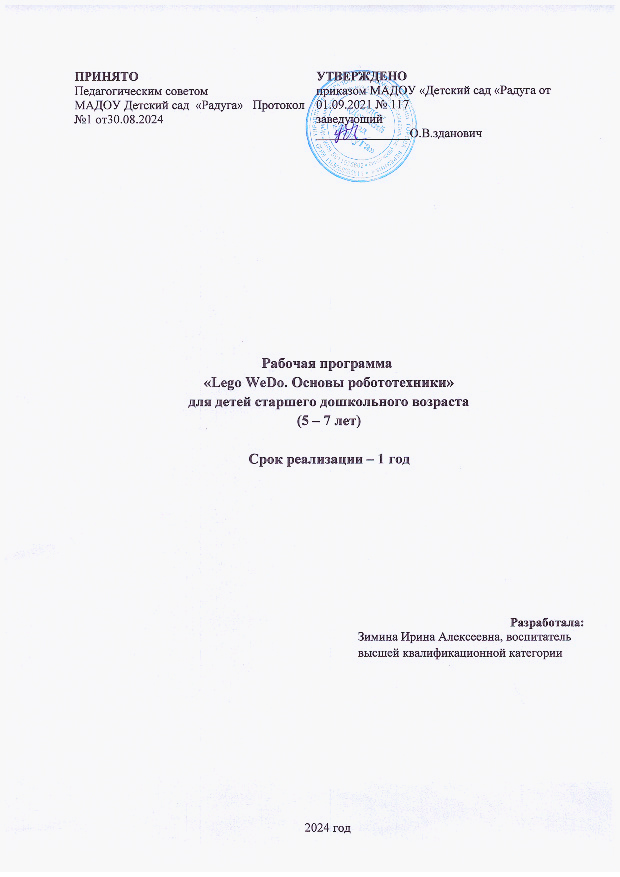 ПРИНЯТО
Педагогическим советом
МАДОУ Детский сад «Радуга» Протокол
№1 от30.08.2024
УТВЕРЖДЕНО
приказом МАДОУ «Детский сад «Радуга от
01.09.2021 № 117
заведующий
О.В.зданович
Рабочая программа
«Lego WeDo. Основы робототехники»
для детей старшего дошкольного возраста
(5 – 7 лет)
Срок реализации – 1 год
Разработала:
Зимина Ирина Алексеевна, воспитатель
высшей квалификационной категории
2024 год